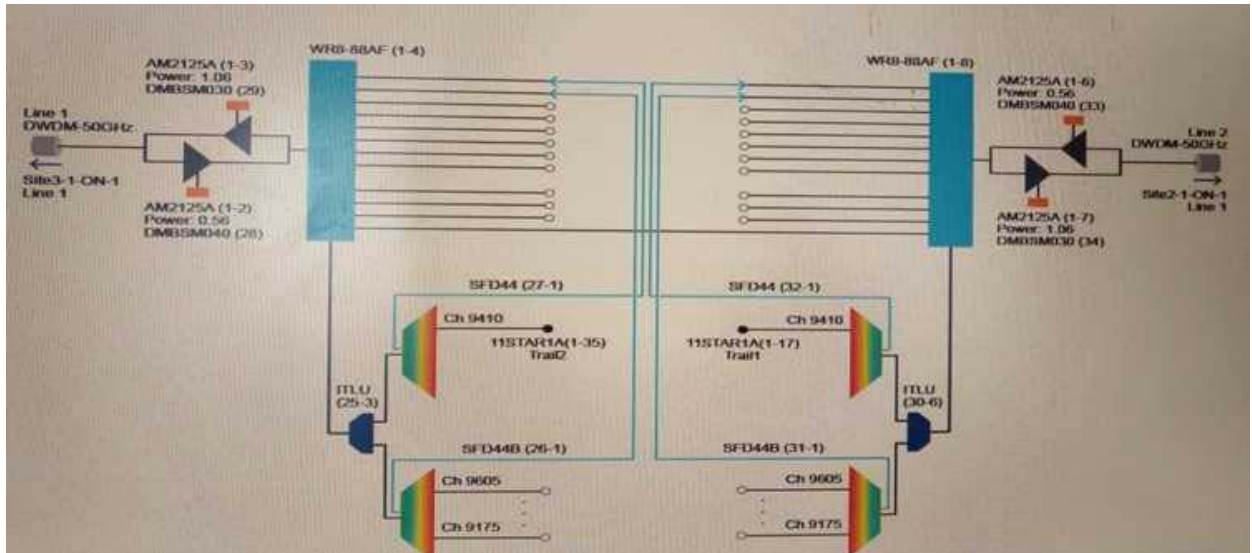 WR8-88AF (1-4)
AM2125A (1-3)
Power: 1.06
DMBSM030 (29)
Line 1
DWDM-50GHz
Site3-1-ON-1
Line 1
AM2125A (1-2)
Power: 0.56
DMBSM040 (28)
WR8-88AF (1-8)
AM2125A (1-6)
Power: 0.56
DMBSM040 (33)
Line 2
DWDM-50GHz
Site2-1-ON-1
Line 1
AM2125A (1-7)
Power: 1.06
DMBSM030 (34)
SFD44 (27-1)
Ch 9410
11STAR1A(1-35)
Trail2
ITLU
(25-3)
SFD44B (26-1)
Ch 9605
Ch 9175
SFD44 (32-1)
Ch 9410
11STAR1A(1-17)
Trail1
ITLU
(30-6)
SFD44B (31-1)
Ch 9605
Ch 9175